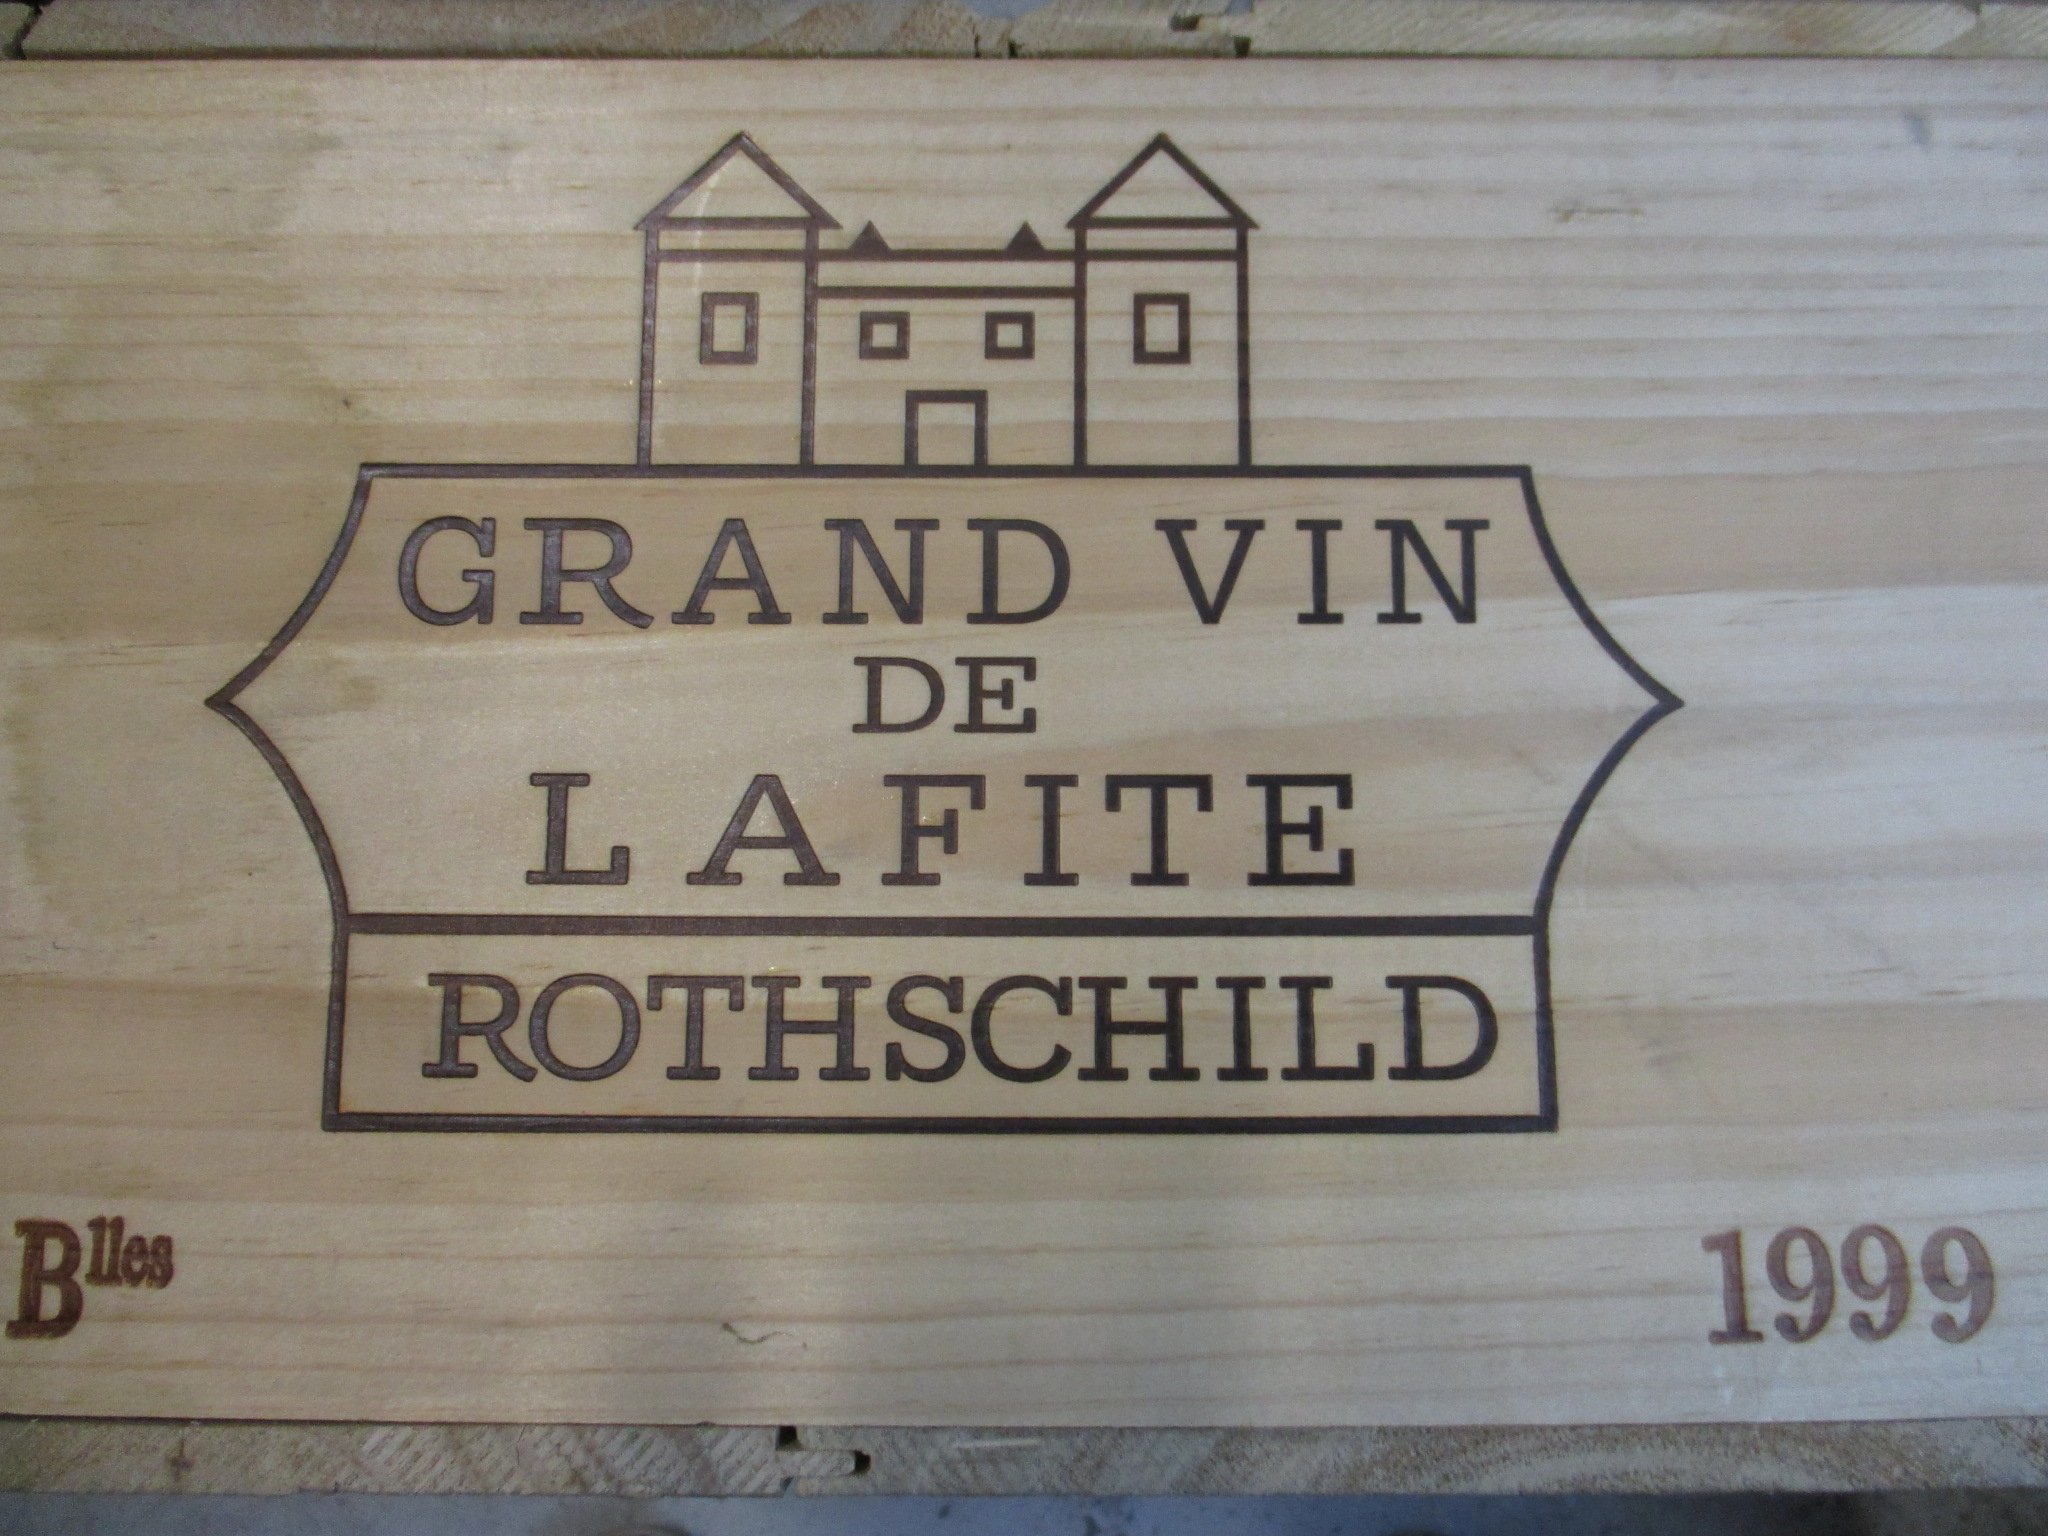 GRAND VIN
DE
LAFITE
ROTHSCHILD
Blles 1999